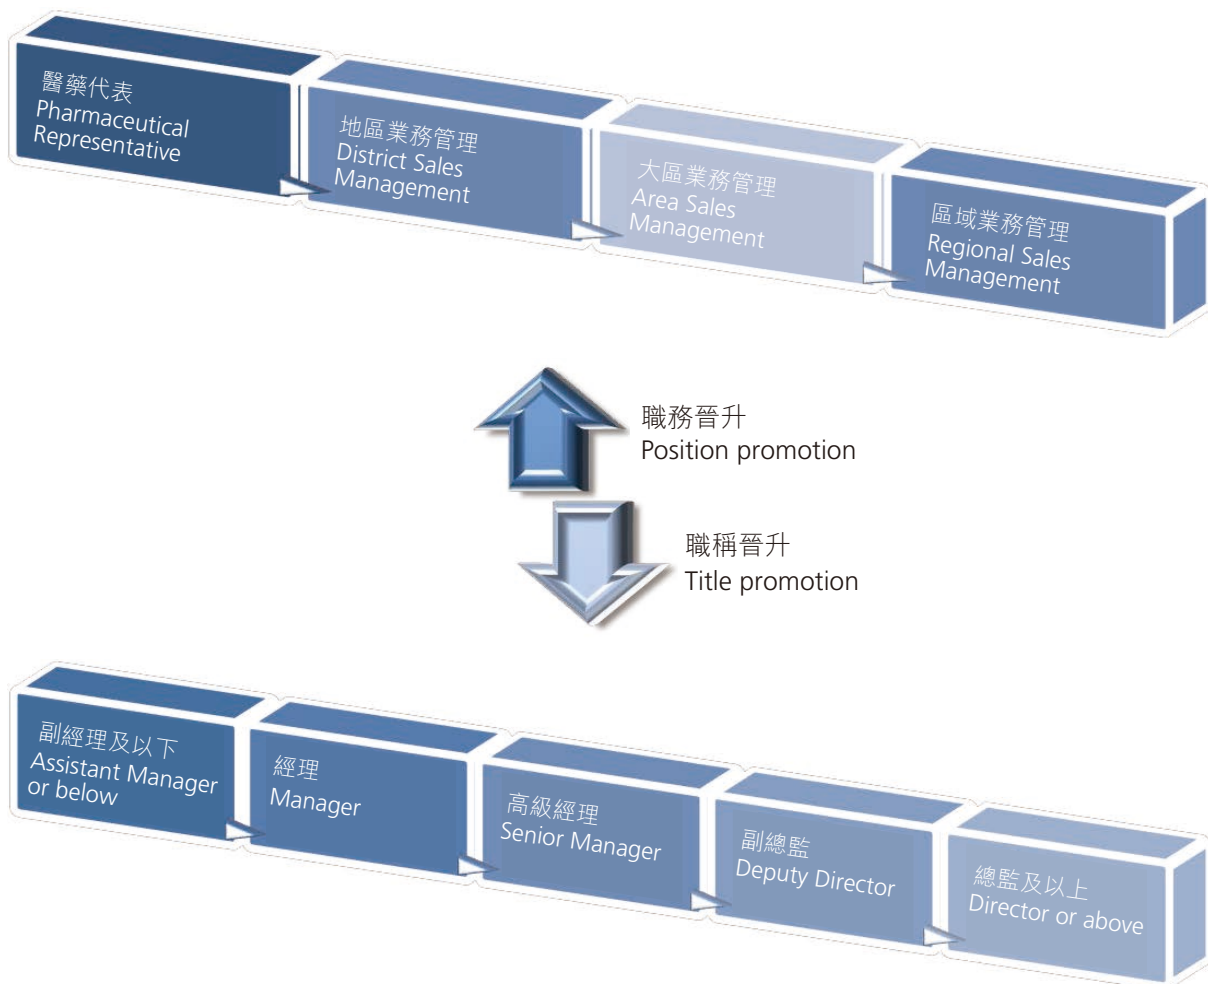 醫藥代表
Pharmaceutical
Representative
地區業務管理
District Sales
Management
大區業務管理
Area Sales
Management
區域業務管理
Regional Sales
Management
職務晉升
Position promotion
職稱晉升
Title promotion
副經理及以下
Assistant Manager
or below
經理
Manager
高級經理
Senior Manager
副總監
Deputy Director
總監及以上
Director or above